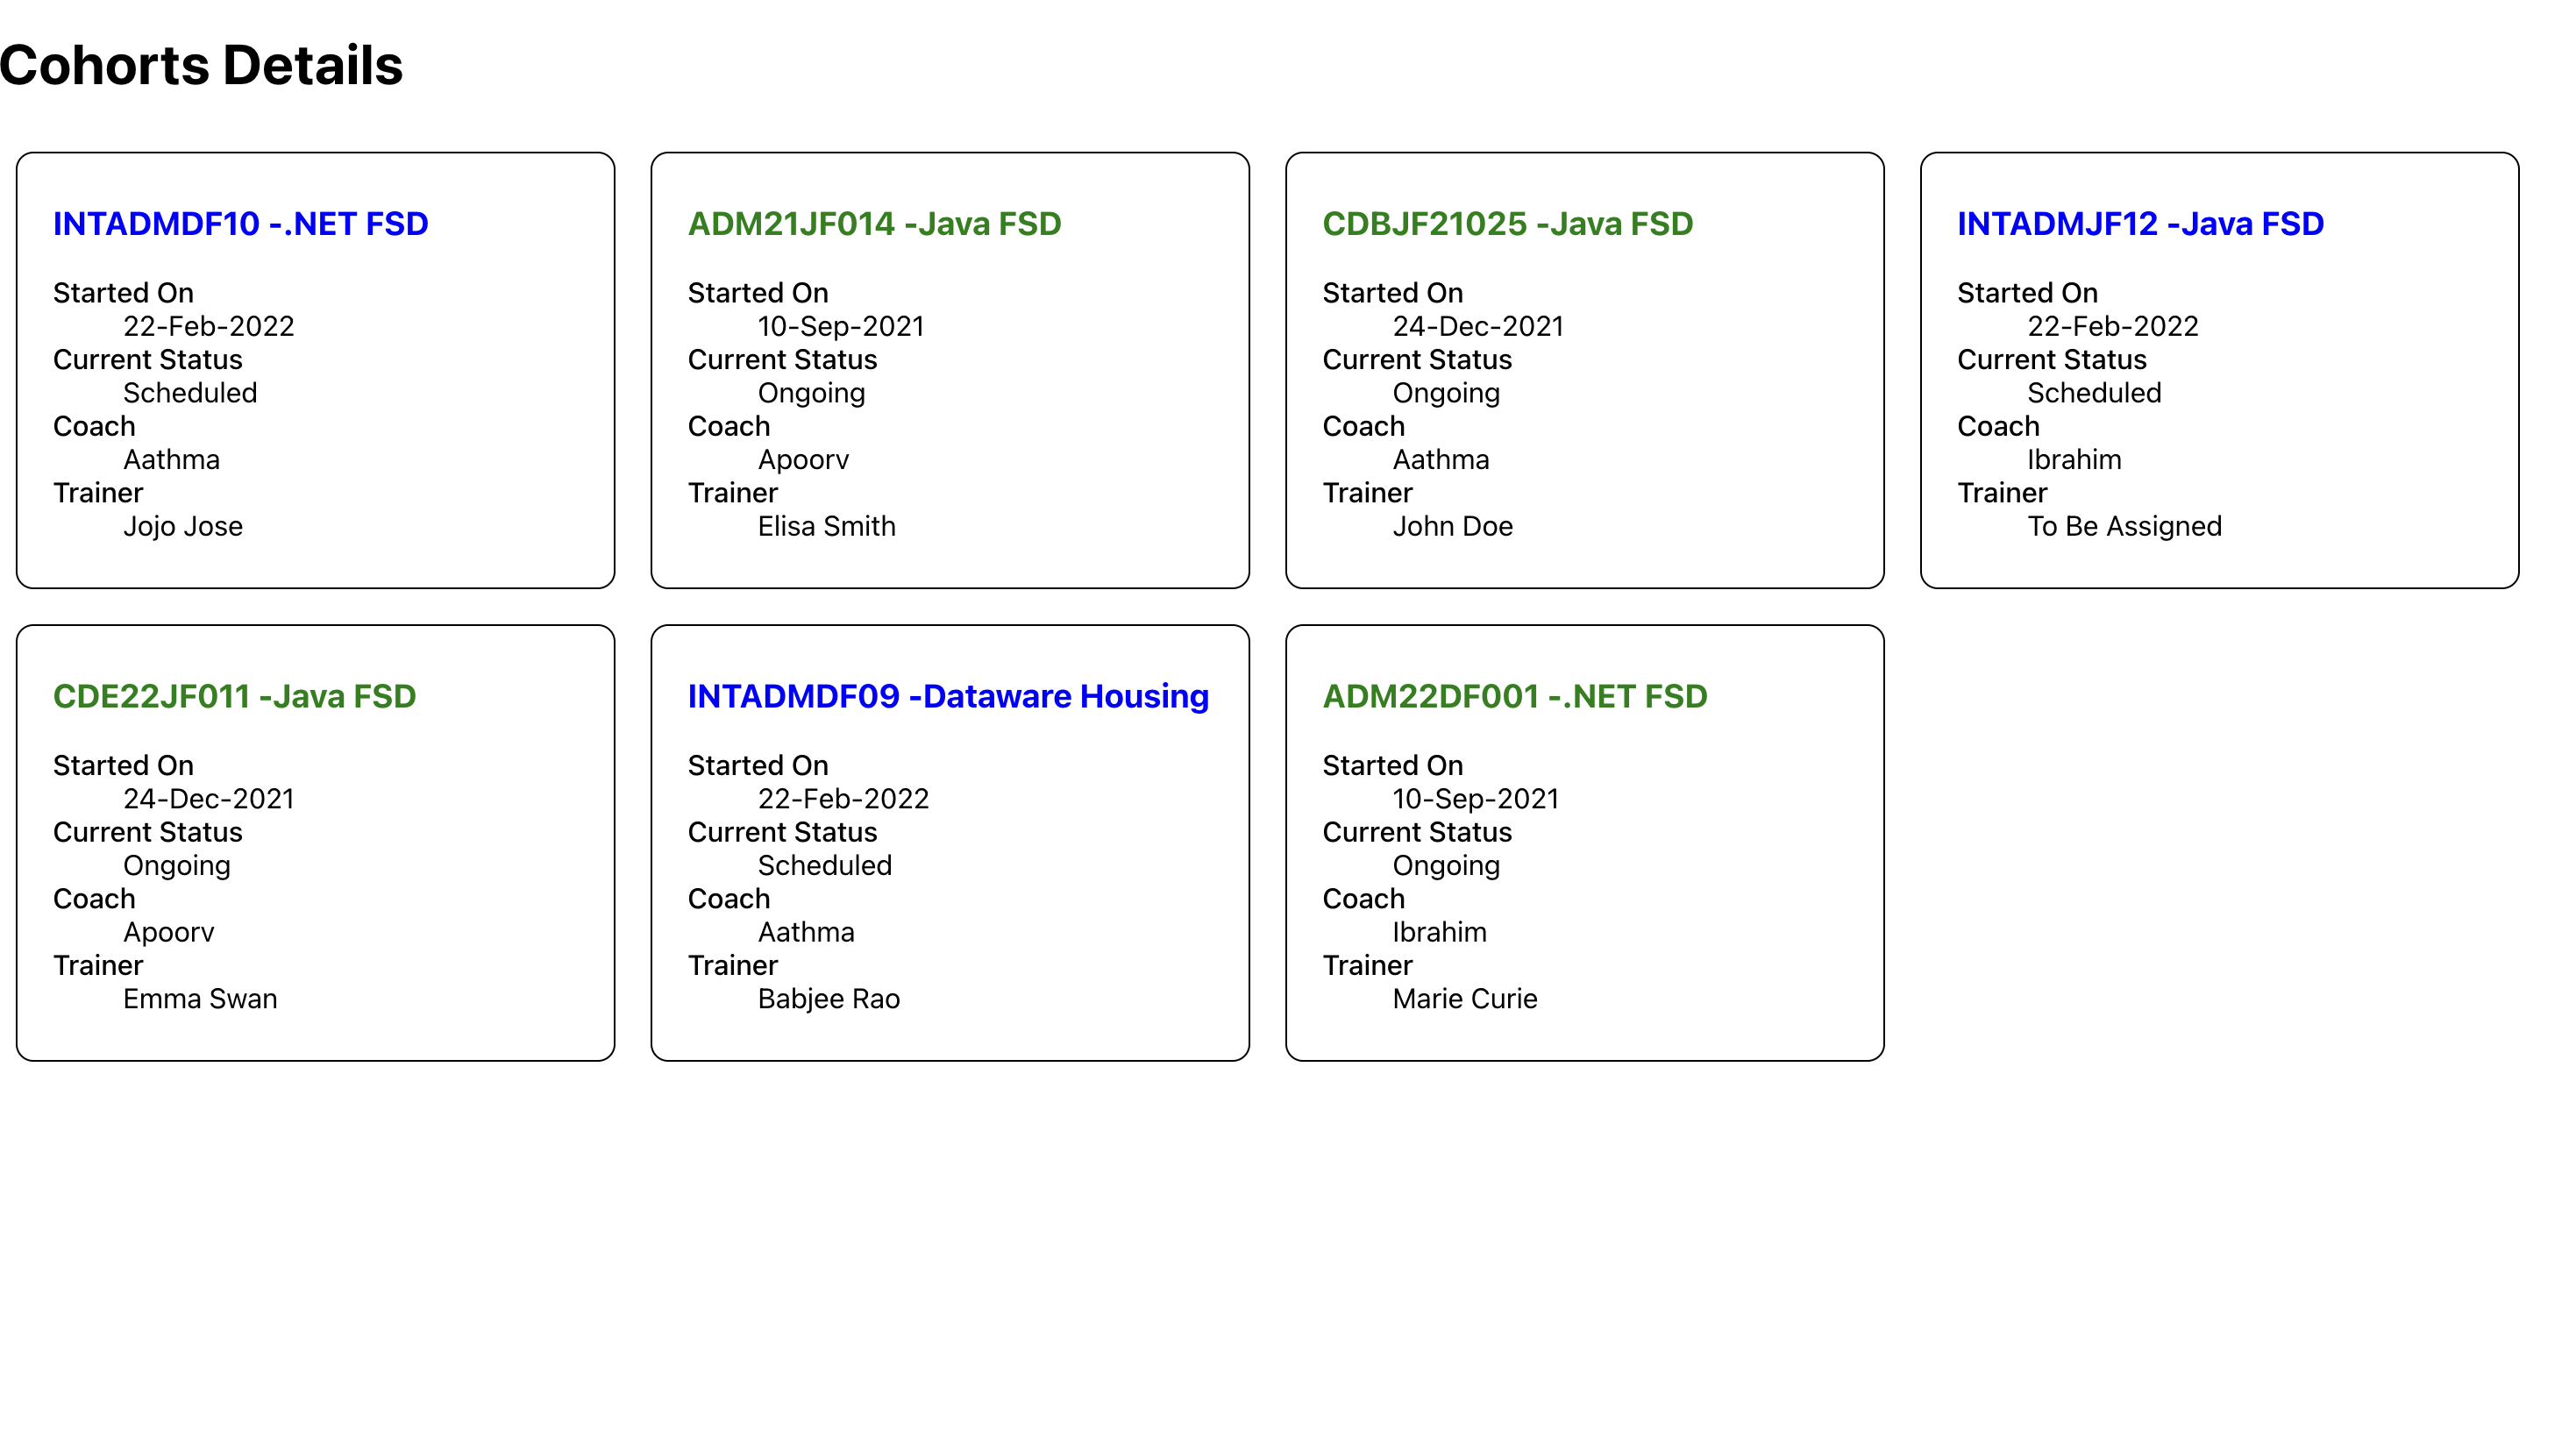 Cohorts Details
INTADMDF10 -.NET FSD
Started On
22-Feb-2022
Current Status
Scheduled
Coach
Aathma
Trainer
Jojo Jose
ADM21JF014 -Java FSD
Started On
10-Sep-2021
Current Status
Ongoing
Coach
Apoorv
Trainer
Elisa Smith
CDBJF21025 -Java FSD
Started On
24-Dec-2021
Current Status
Ongoing
Coach
Aathma
Trainer
John Doe
INTADMJF12 -Java FSD
Started On
22-Feb-2022
Current Status
Scheduled
Coach
Ibrahim
Trainer
To Be Assigned
CDE22JF011 -Java FSD
Started On
24-Dec-2021
Current Status
Ongoing
Coach
Apoorv
Trainer
Emma Swan
INTADMDF09 -Dataware Housing
Started On
22-Feb-2022
Current Status
Scheduled
Coach
Aathma
Trainer
Babjee Rao
ADM22DF001 -.NET FSD
Started On
10-Sep-2021
Current Status
Ongoing
Coach
Ibrahim
Trainer
Marie Curie